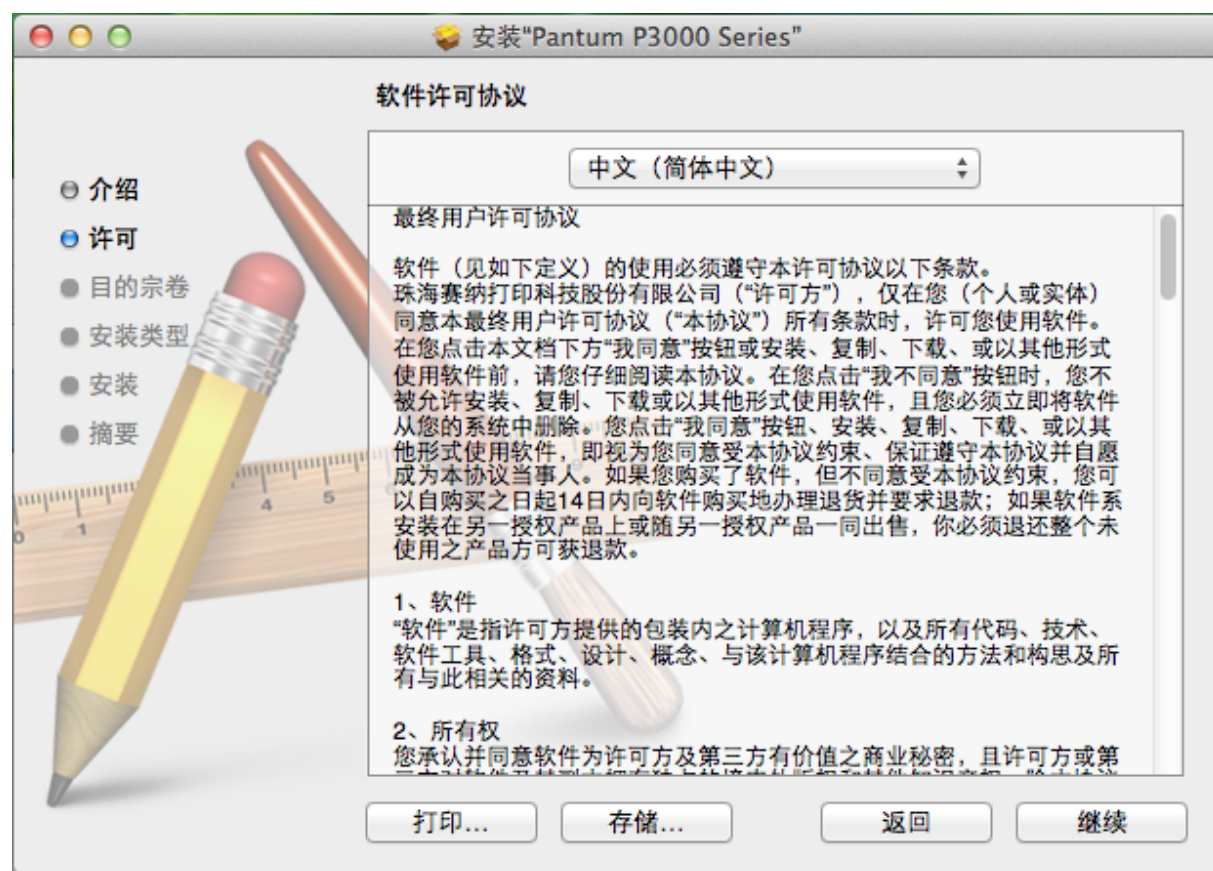 安装“Pantum P3000 Series”
软件许可协议
介绍
许可
目的宗卷
安装类型
安装
摘要
中文（简体中文）
最终用户许可协议
软件（见如下定义）的使用必须遵守本许可协议以下条款。
珠海赛纳打印科技股份有限公司（“许可方”），仅在您（个人或实体）
同意本最终用户许可协议（“本协议”）所有条款时，许可您使用软件。
在您点击本文档下方“我同意”按钮或安装、复制、下载、或以其他形式
使用软件前，请您仔细阅读本协议。在您点击“我不同意”按钮时，您不
被允许安装、复制、下载或以其他形式使用软件，且您必须立即将软件
从您的系统中删除。您点击“我同意”按钮、安装、复制、下载、或以其
他形式使用软件，即视为您同意受本协议约束、保证遵守本协议并自愿
成为本协议当事人。如果您购买了软件，但不同意受本协议约束，您可
以自购买之日起14日内向软件购买地办理退货并要求退款；如果软件系
安装在另一授权产品上或随另一授权产品一同出售，你必须退还整个未
使用之产品方可获退款。
1、软件
“软件”是指许可方提供的包装内之计算机程序，以及所有代码、技术、
软件工具、格式、设计、概念、与该计算机程序结合的方法和构思及所
有与此相关的资料。
2、所有权
您承认并同意软件为许可方及第三方有价值之商业秘密，且许可方或第
1
4
5
打印...
存储...
返回
继续